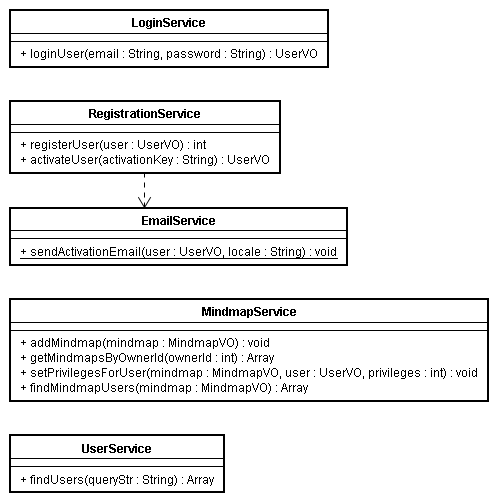 LoginService
+ loginUser(email : String, password : String) : UserVO
RegistrationService
+ registerUser(user : UserVO) : int
+ activateUser(activationKey : String) : UserVO
EmailService
+ sendActivationEmail(user : UserVO, locale : String) : void
MindmapService
+ addMindmap(mindmap : MindmapVO) : void
+ getMindmapsByOwnerId(ownerId : int) : Array
+ setPrivilegesForUser(mindmap : MindmapVO, user : UserVO, privileges : int) : void
+ findMindmapUsers(mindmap : MindmapVO) : Array
UserService
+ findUsers(queryStr : String) : Array